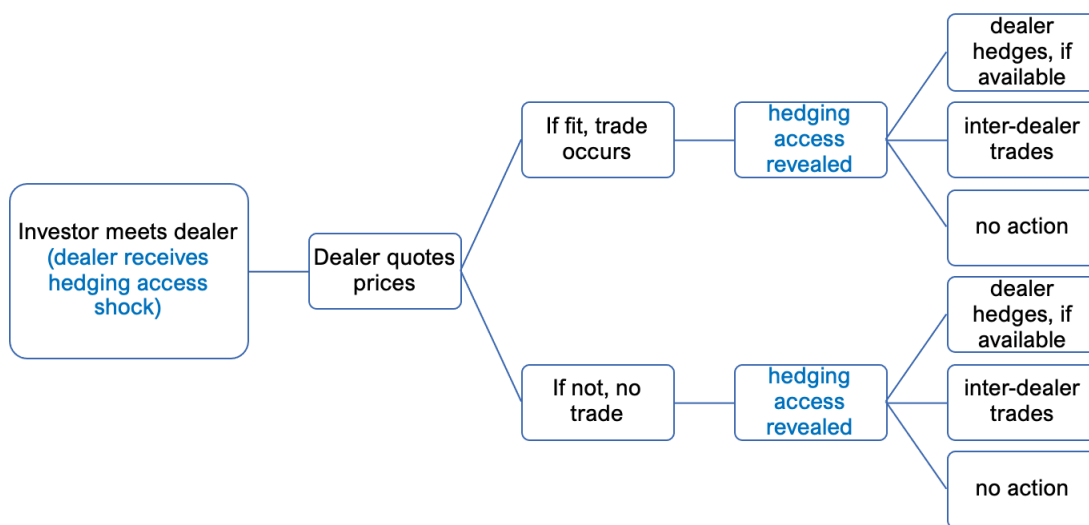 Investor meets dealer
(dealer receives
hedging access
shock)
Dealer quotes
prices
If fit, trade
occurs
hedging
access
revealed
dealer
hedges, if
available
inter-dealer
trades
no action
If not, no
trade
hedging
access
revealed
dealer
hedges, if
available
inter-dealer
trades
no action